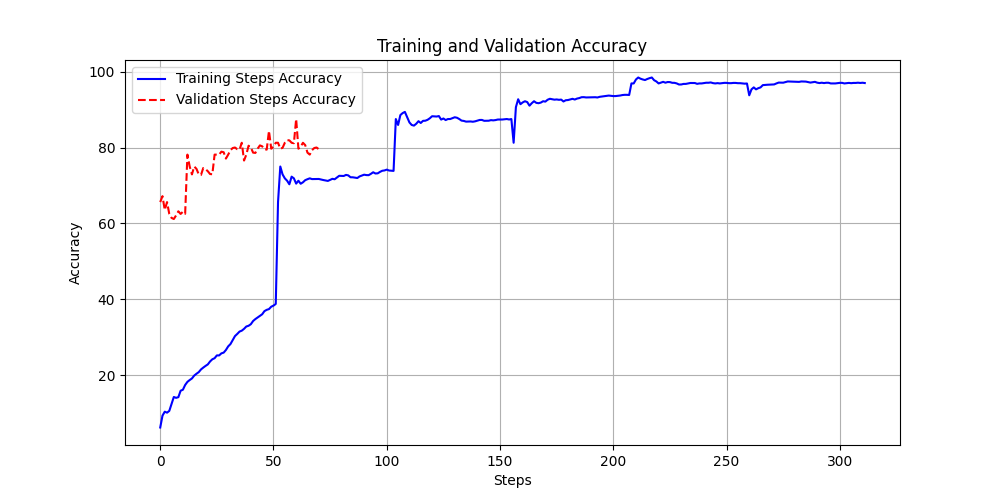 Training and Validation Accuracy
Training Steps Accuracy
Validation Steps Accuracy
Accuracy
100
80
60
40
20
0 50 100 150 200 250 300
Steps